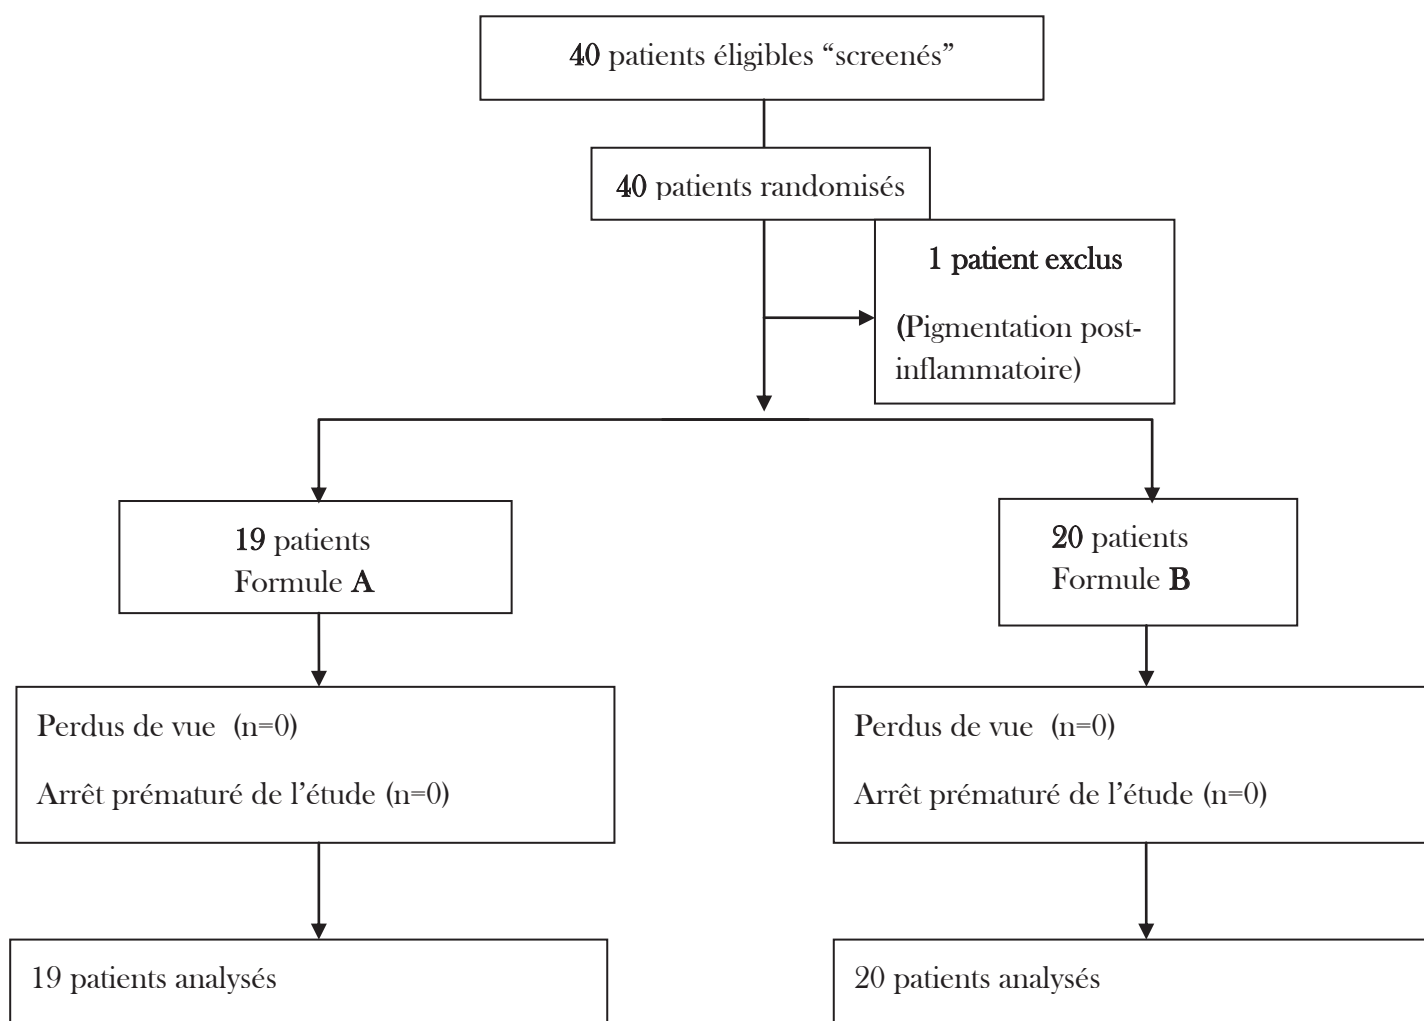 40 patients éligibles “screenés”
40 patients randomisés
1 patient exclus
(Pigmentation post-
inflammatoire)
19 patients
Formule A
20 patients
Formule B
Perdus de vue (n=0)
Arrêt prématuré de l’étude (n=0)
Perdus de vue (n=0)
Arrêt prématuré de l’étude (n=0)
19 patients analysés
20 patients analysés